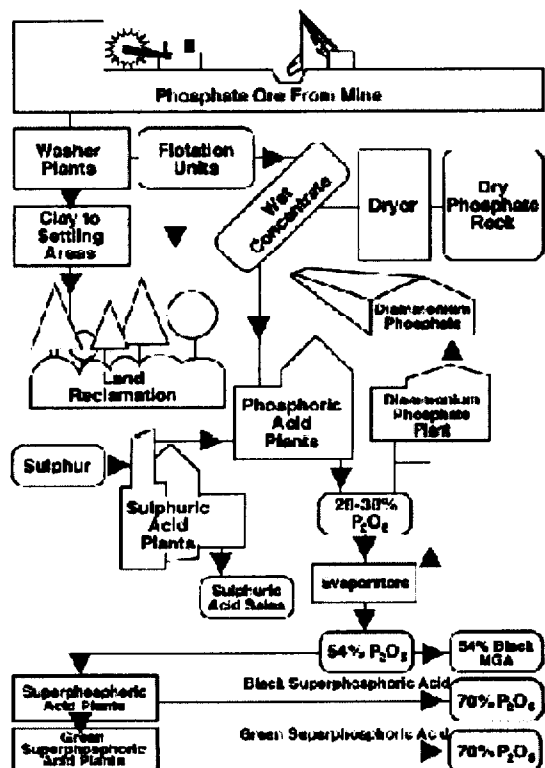 Phosphate Ore From Mine
Washer
Plants
Flotation
Units
Wet
Concentrate
Dryer
Dry
Phosphate
Rock
Clay to
Settling
Areas
Diammonium
Phosphate
Land
Reclamation
Phosphoric
Acid
Plants
Diammonium
Phosphate
Plant
Sulphur
Sulphuric
Acid
Plants
28-30%
P₂O₅
Sulphuric
Acid Sales
Evaporators
54% P₂O₅
54% Black
MGA
Superphosphoric
Acid Plants
Black Superphosphoric Acid
70% P₂O₅
Green
Superphosphoric
Acid Plants
Green Superphosphoric Acid
70% P₂O₅